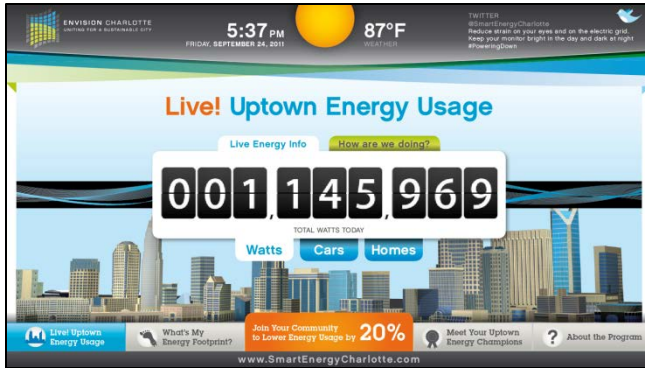 ENVISION CHARLOTTE
UNITING FOR A SUSTAINABLE CITY
5:37 PM
FRIDAY, SEPTEMBER 24, 2011
87°F
WEATHER
TWITTER
@SmartEnergyCharlotte
Reduce strain on your eyes and on the electric grid.
Keep your monitor bright in the day and dark at night
#PoweringDown
Live! Uptown Energy Usage
Live Energy Info
How are we doing?
001,145,969
TOTAL WATTS TODAY
Watts
Cars
Homes
Live! Uptown
Energy Usage
What's My
Energy Footprint?
Join Your Community
to Lower Energy Usage by 20%
Meet Your Uptown
Energy Champions
? About the Program
www.SmartEnergyCharlotte.com